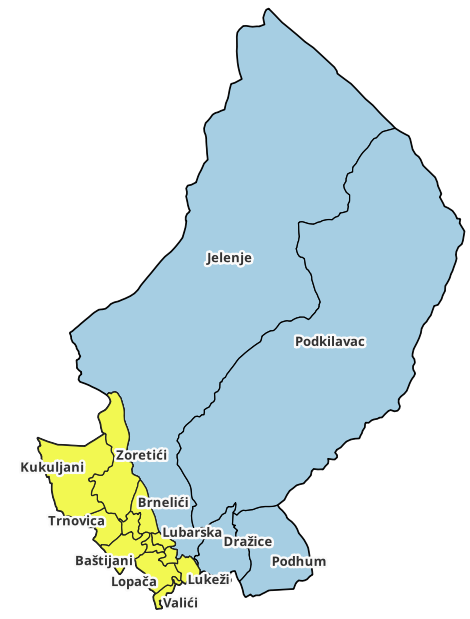 Jelenje
Podkilavac
Zoretići
Kukuljani
Brnelići
Trnovica
Lubarska
Dražice
Baštijani
Podhum
Lopača
Lukeži
Valići